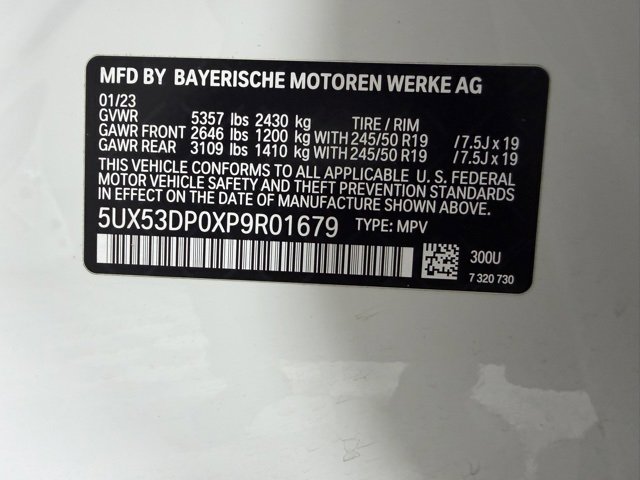 MFD BY BAYERISCHE MOTOREN WERKE AG
01/23
GVWR 5357 lbs 2430 kg TIRE / RIM
GAWR FRONT 2646 lbs 1200 kg WITH 245/50 R19 / 7.5J x 19
GAWR REAR 3109 lbs 1410 kg WITH 245/50 R19 / 7.5J x 19
THIS VEHICLE CONFORMS TO ALL APPLICABLE U. S. FEDERAL
MOTOR VEHICLE SAFETY AND THEFT PREVENTION STANDARDS
IN EFFECT ON THE DATE OF MANUFACTURE SHOWN ABOVE.
5UX53DP0XP9R01679 TYPE: MPV
300U
7 320 730